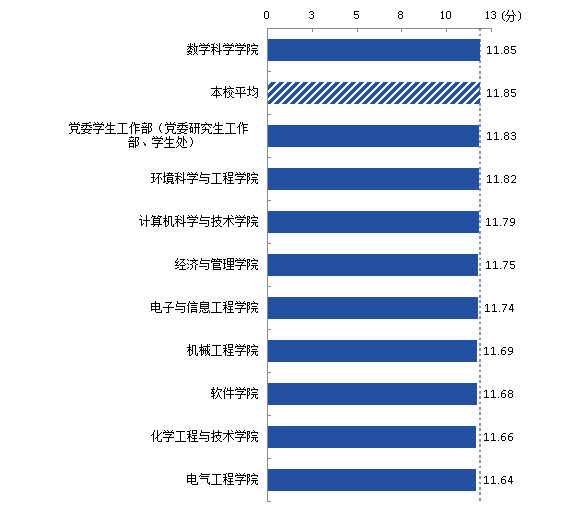 0 3 5 8 10 13 (分)
数学科学学院 11.85
本校平均 11.85
党委学生工作部（党委研究生工作
部、学生处） 11.83
环境科学与工程学院 11.82
计算机科学与技术学院 11.79
经济与管理学院 11.75
电子与信息工程学院 11.74
机械工程学院 11.69
软件学院 11.68
化学工程与技术学院 11.66
电气工程学院 11.64